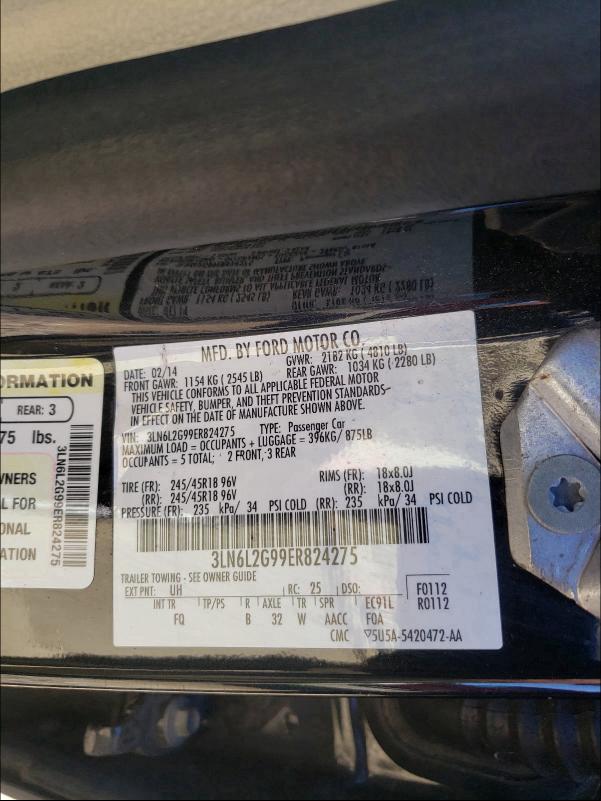 MFD. BY FORD MOTOR CO.
DATE: 02/14 GVWR: 2182 KG ( 4810 LB)
FRONT GAWR: 1154 KG ( 2545 LB) REAR GAWR: 1034 KG ( 2280 LB)
THIS VEHICLE CONFORMS TO ALL APPLICABLE FEDERAL MOTOR
VEHICLE SAFETY, BUMPER, AND THEFT PREVENTION STANDARDS
IN EFFECT ON THE DATE OF MANUFACTURE SHOWN ABOVE.
VIN: 3LN6L2G99ER824275 TYPE: Passenger Car
MAXIMUM LOAD = OCCUPANTS + LUGGAGE = 396KG/ 875LB
OCCUPANTS = 5 TOTAL; 2 FRONT, 3 REAR
TIRE (FR): 245/45R18 96V RIMS (FR): 18x8.0J
(RR): 245/45R18 96V (RR): 18x8.0J
PRESSURE (FR): 235 kPa/ 34 PSI COLD (RR): 235 kPa/ 34 PSI COLD
3LN6L2G99ER824275
TRAILER TOWING - SEE OWNER GUIDE
EXT PNT: UH RC: 25 DSO: F0112
R0112
INT TR TP/PS R AXLE TR SPR EC91L
FQ B 32 W AACC F0A
CMC 5U5A-5420472-AA
FORMATION
REAR: 3
75 lbs.
WNERS
L FOR
ONAL
TION
3LN6L2G99ER824275